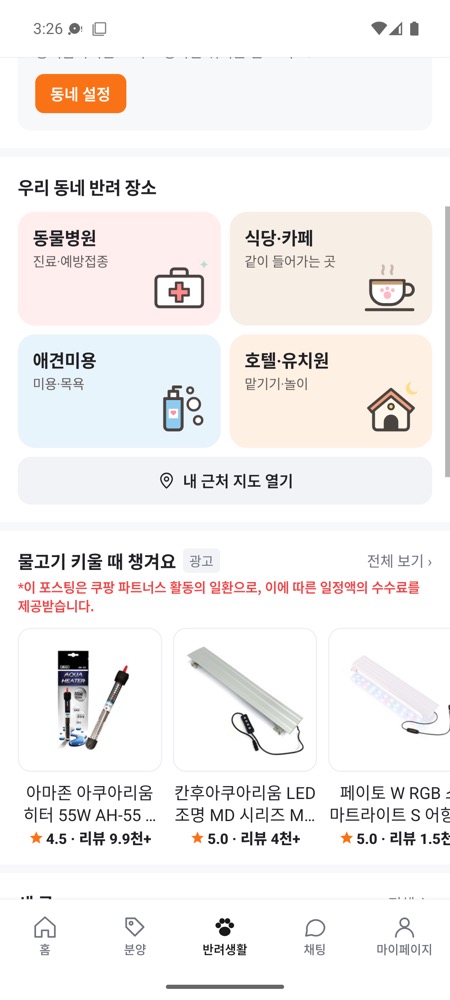 3:26
동네 설정
우리 동네 반려 장소
동물병원
진료·예방접종
식당·카페
같이 들어가는 곳
애견미용
미용·목욕
호텔·유치원
맡기기·놀이
내 근처 지도 열기
물고기 키울 때 챙겨요 광고 전체 보기 ›
*이 포스팅은 쿠팡 파트너스 활동의 일환으로, 이에 따른 일정액의 수수료를
제공받습니다.
AQUA
HEATER
아마존 아쿠아리움
히터 55W AH-55 ...
4.5 · 리뷰 9.9천+
칸후아쿠아리움 LED
조명 MD 시리즈 M...
5.0 · 리뷰 4천+
페이토 W RGB
마트라이트 S 어항
5.0 · 리뷰 1.5천
홈
분양
반려생활
채팅
마이페이지